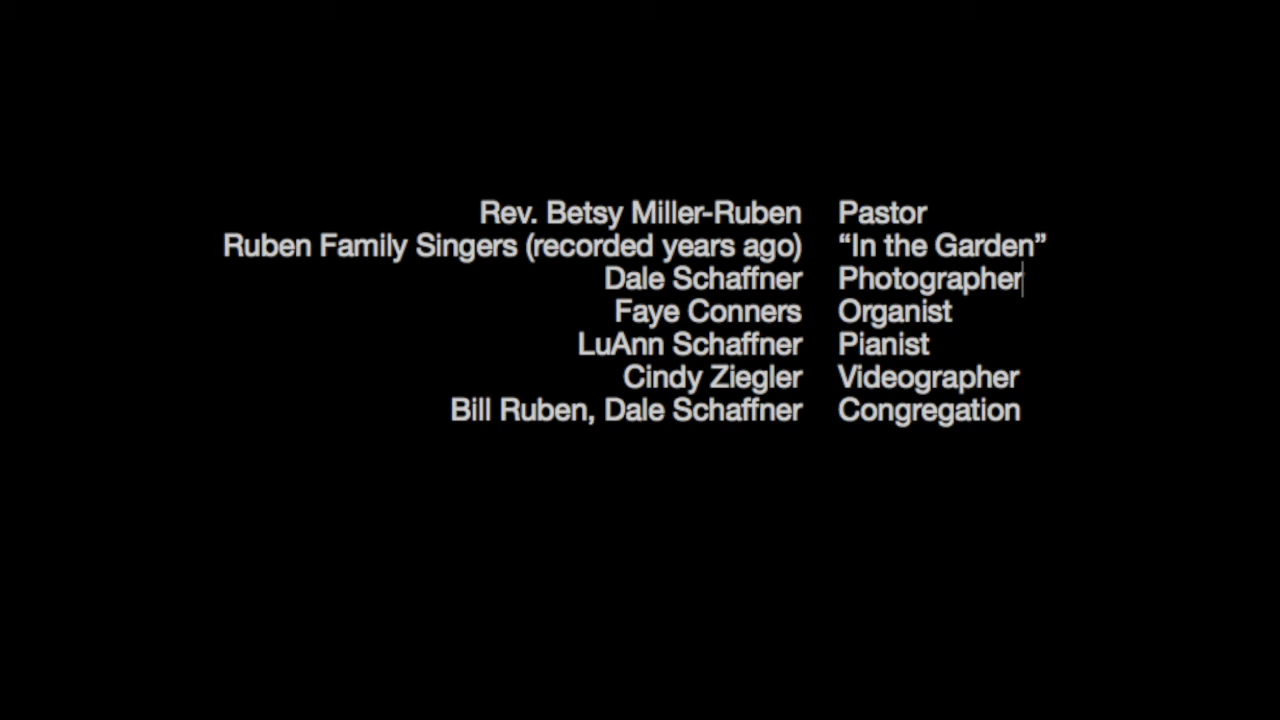 Rev. Betsy Miller-Ruben Pastor
Ruben Family Singers (recorded years ago) “In the Garden”
Dale Schaffner Photographer
Faye Conners Organist
LuAnn Schaffner Pianist
Cindy Ziegler Videographer
Bill Ruben, Dale Schaffner Congregation